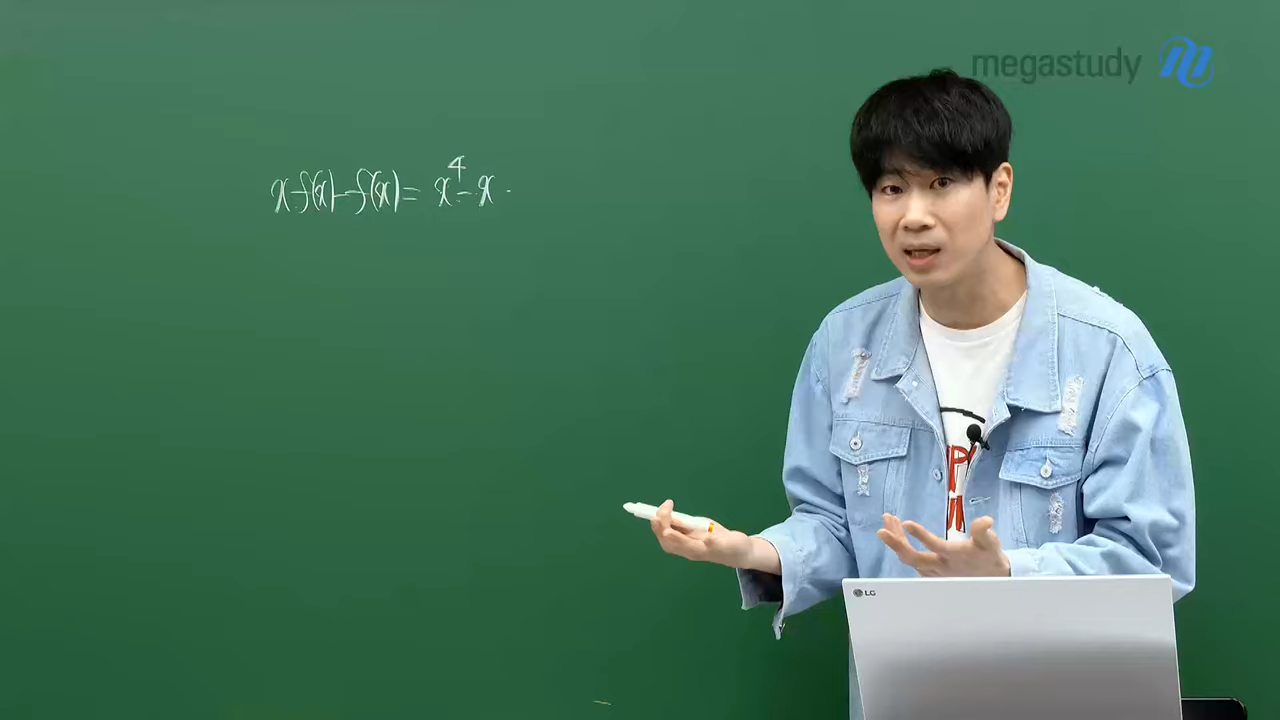 megastudy
xf(x)-f(x)= x⁴-x
LG